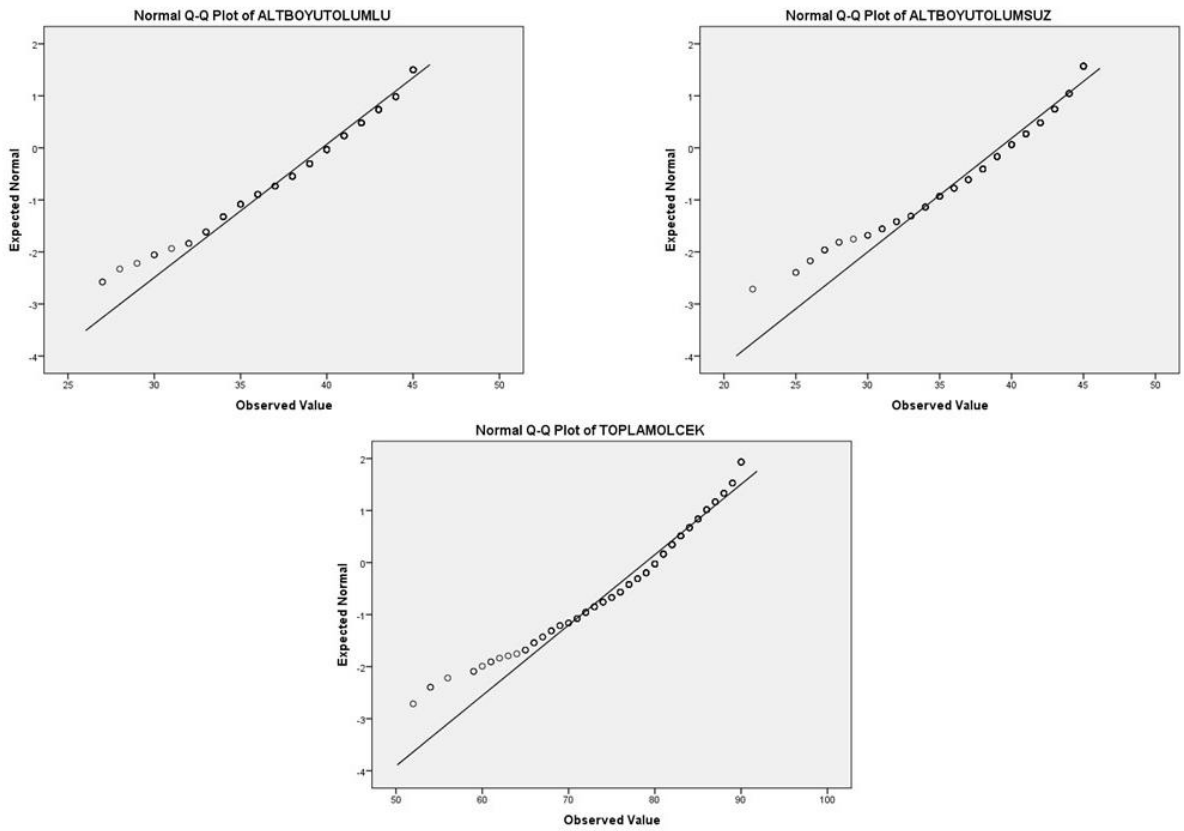 Normal Q-Q Plot of ALTBOYUTOLUMLU
2
1
0
-1
-2
-3
-4
Expected Normal
25 30 35 40 45 50
Observed Value
Normal Q-Q Plot of ALTBOYUTOLUMSUZ
2
1
0
-1
-2
-3
-4
Expected Normal
20 25 30 35 40 45 50
Observed Value
Normal Q-Q Plot of TOPLAMOLCEK
2
1
0
-1
-2
-3
-4
Expected Normal
50 60 70 80 90 100
Observed Value